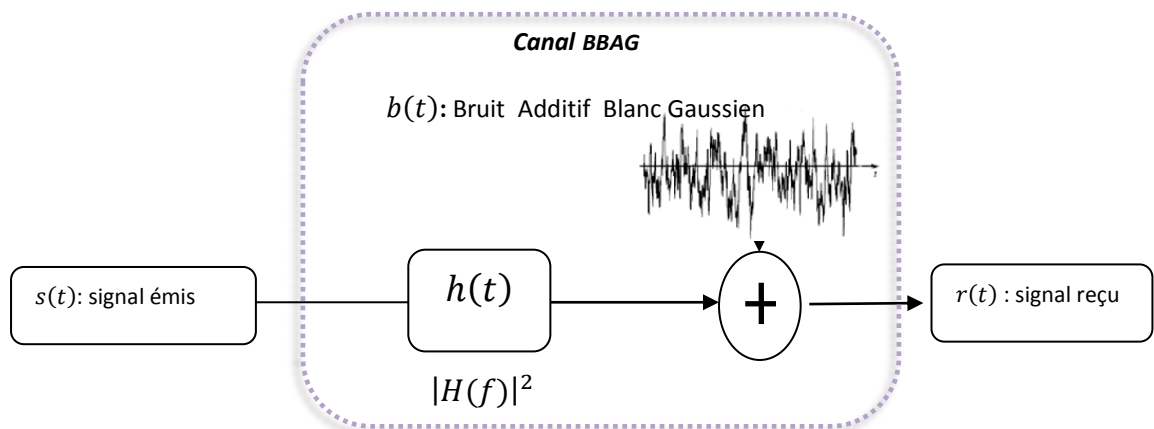 Canal BBAG
b(t): Bruit Additif Blanc Gaussien
t
s(t): signal émis
h(t)
+
r(t) : signal reçu
|H(f)|²